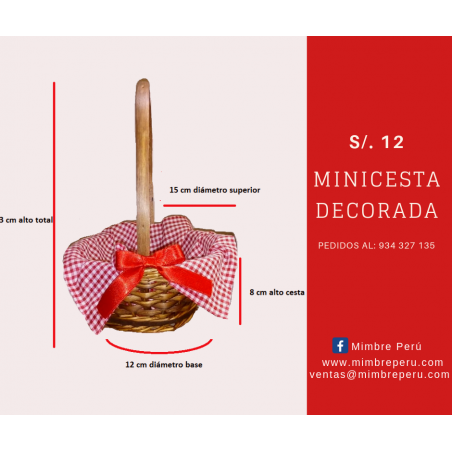 15 cm diámetro superior
3 cm alto total
8 cm alto cesta
12 cm diámetro base
S/. 12
MINICESTA
DECORADA
PEDIDOS AL: 934 327 135
Mimbre Perú
www.mimbreperu.com
ventas@mimbreperu.com